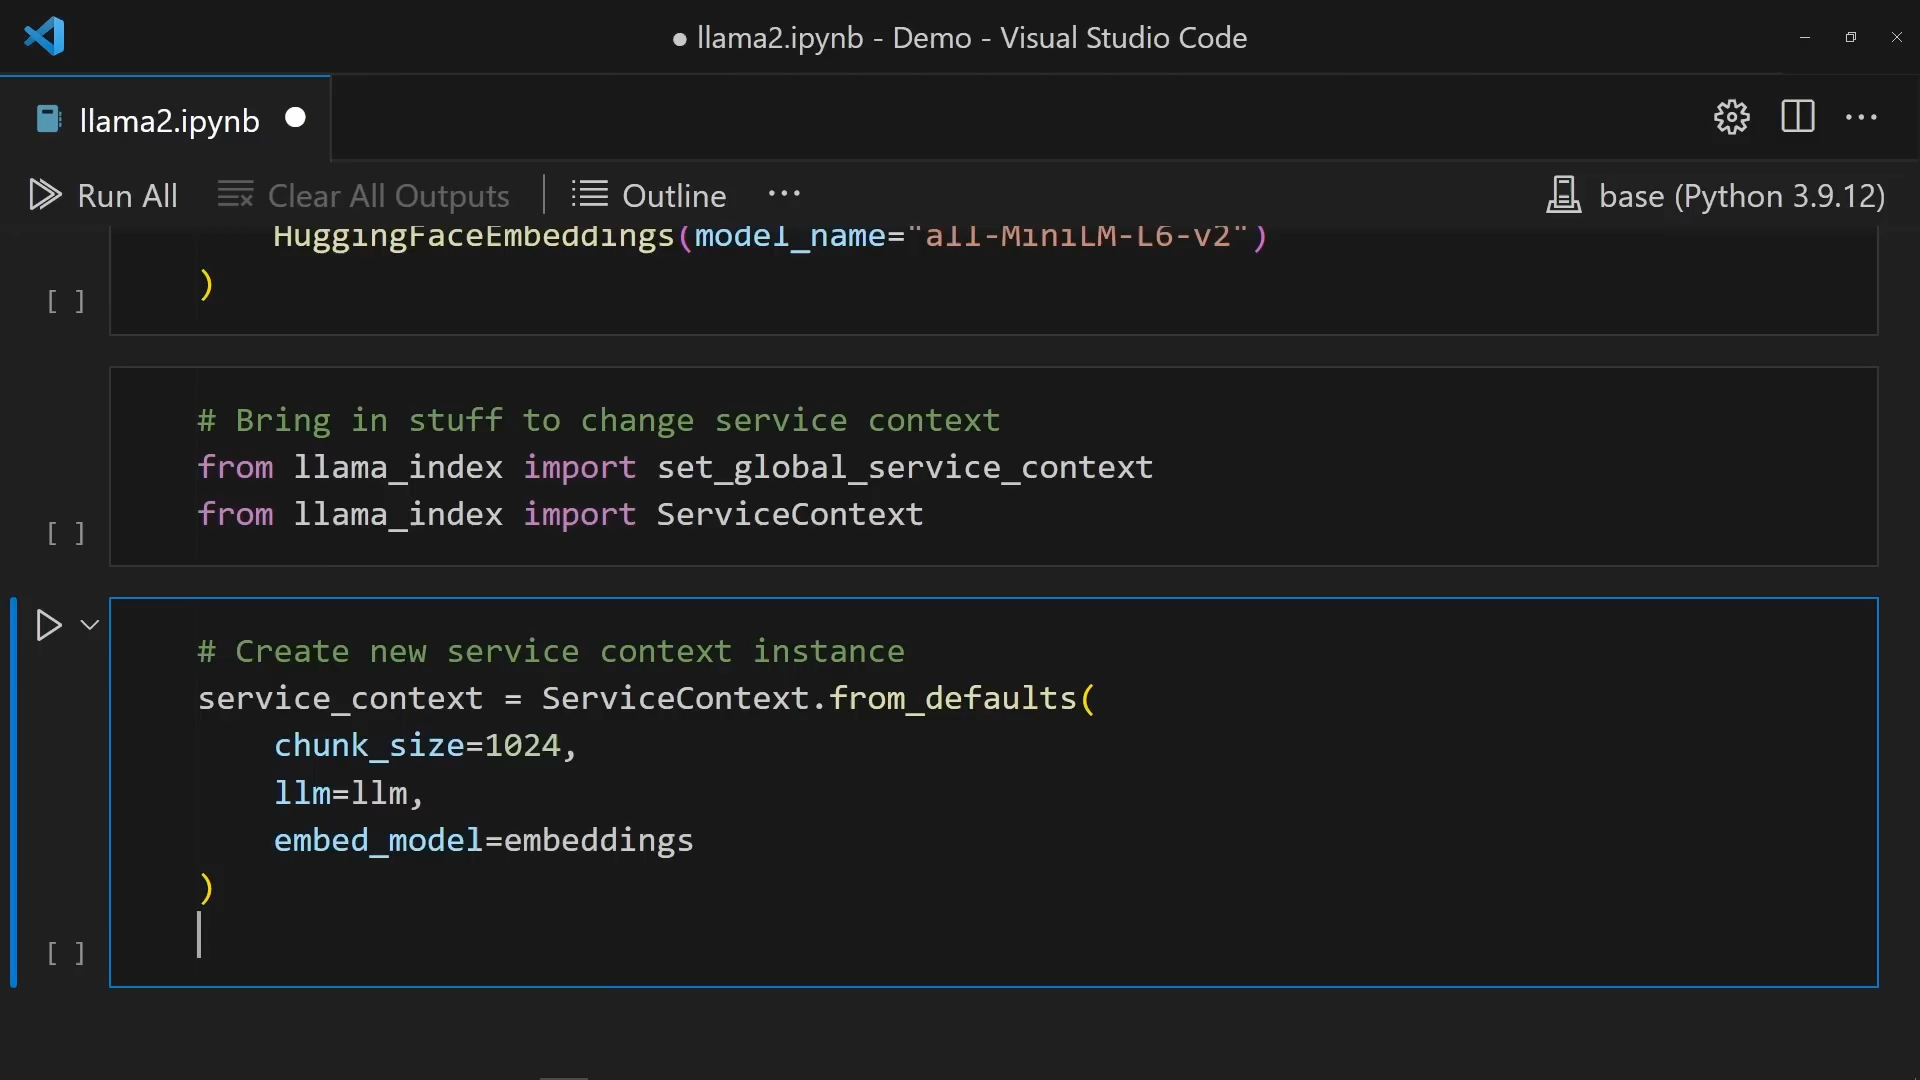 ● llama2.ipynb - Demo - Visual Studio Code
llama2.ipynb
Run All
Clear All Outputs
Outline
base (Python 3.9.12)
HuggingFaceEmbeddings(model_name="all-MiniLM-L6-v2")
)
[ ]
# Bring in stuff to change service context
from llama_index import set_global_service_context
from llama_index import ServiceContext
[ ]
# Create new service context instance
service_context = ServiceContext.from_defaults(
    chunk_size=1024,
    llm=llm,
    embed_model=embeddings
)
[ ]